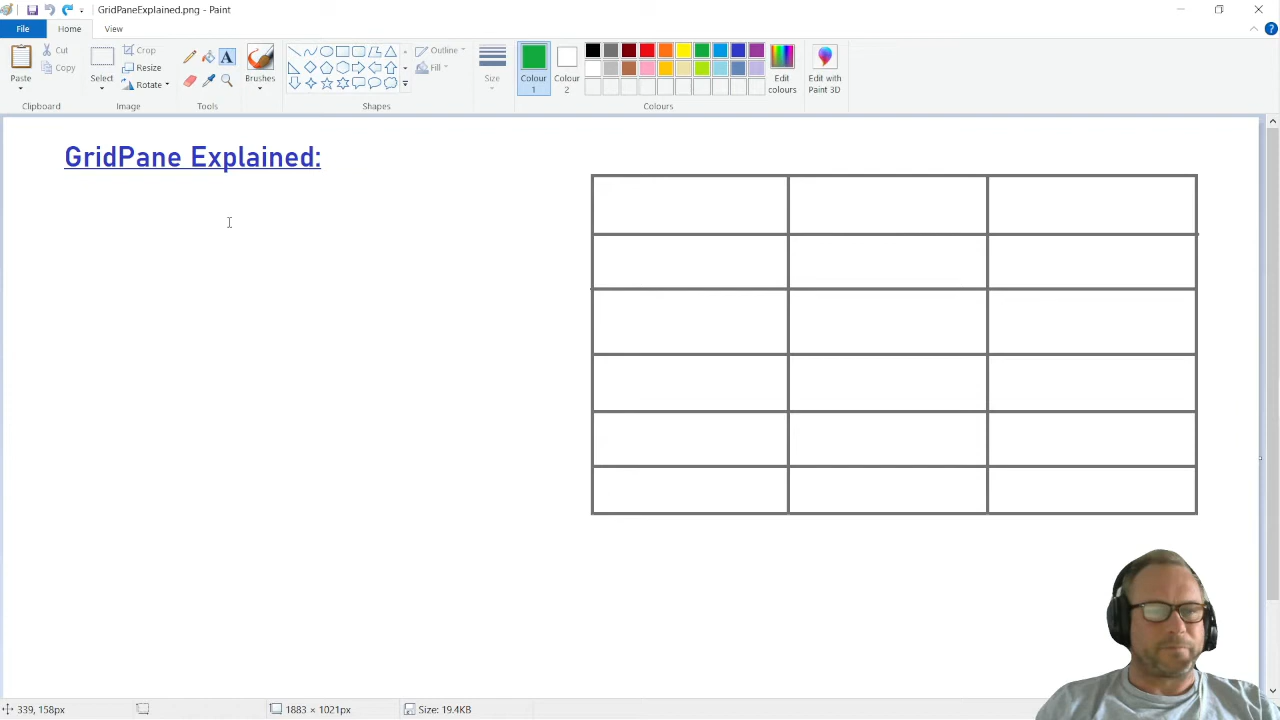 GridPaneExplained.png - Paint
File
Home
View
Paste
Cut
Copy
Clipboard
Select
Crop
Resize
Rotate
Image
A
Tools
Brushes
Outline
Fill
Shapes
Size
Colour 1
Colour 2
Edit colours
Colours
Edit with Paint 3D
?
GridPane Explained:
339, 158px
1883 × 1021px
Size: 19.4KB